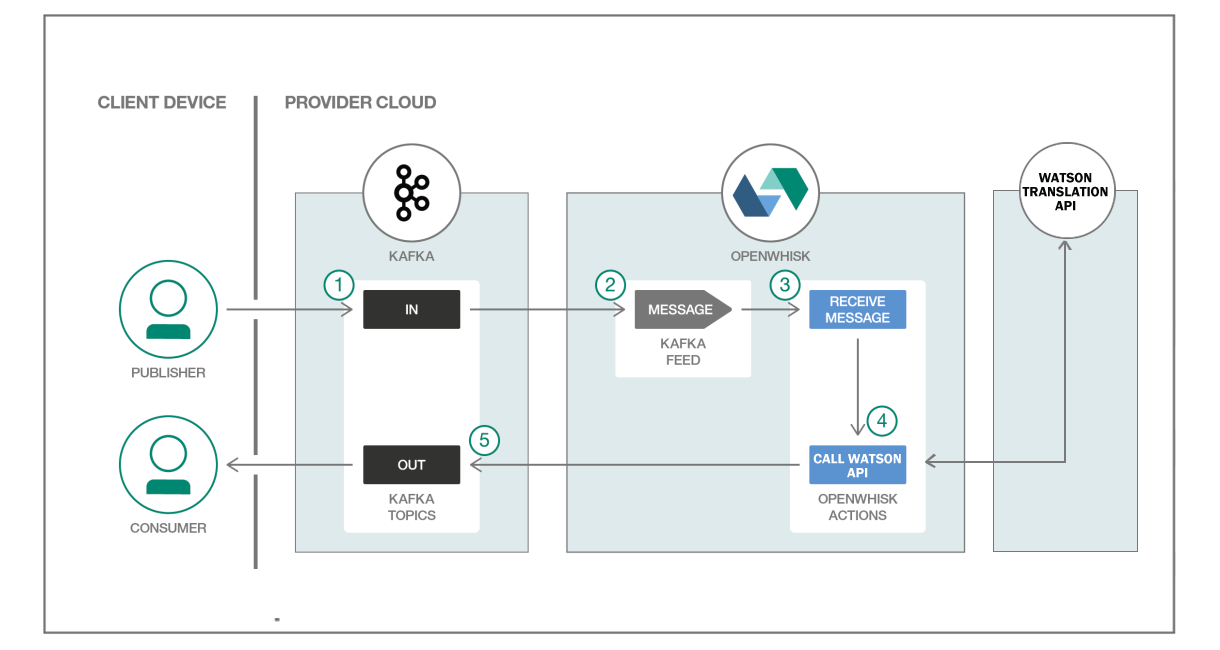 CLIENT DEVICE
PROVIDER CLOUD
WATSON
TRANSLATION
API
KAFKA
OPENWHISK
1
2
3
IN
MESSAGE
RECEIVE
MESSAGE
KAFKA
FEED
PUBLISHER
4
5
OUT
CALL WATSON
API
KAFKA
TOPICS
OPENWHISK
ACTIONS
CONSUMER